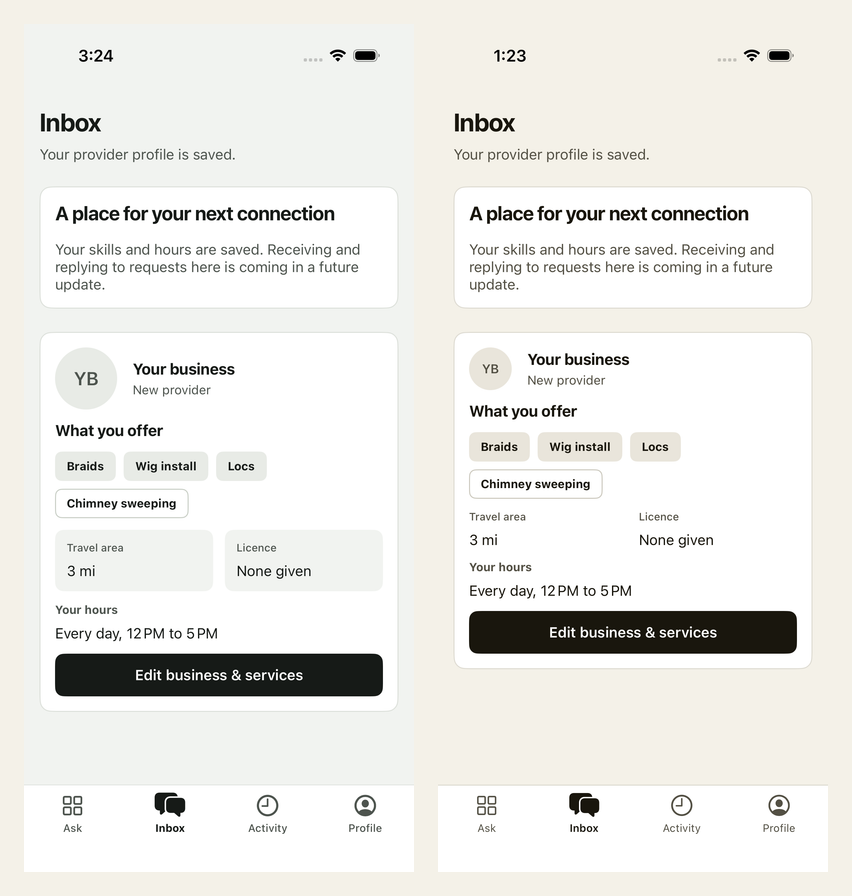 3:24
Inbox
Your provider profile is saved.
A place for your next connection
Your skills and hours are saved. Receiving and
replying to requests here is coming in a future
update.
YB
Your business
New provider
What you offer
Braids
Wig install
Locs
Chimney sweeping
Travel area
3 mi
Licence
None given
Your hours
Every day, 12 PM to 5 PM
Edit business & services
Ask
Inbox
Activity
Profile
1:23
Inbox
Your provider profile is saved.
A place for your next connection
Your skills and hours are saved. Receiving and
replying to requests here is coming in a future
update.
YB
Your business
New provider
What you offer
Braids
Wig install
Locs
Chimney sweeping
Travel area
3 mi
Licence
None given
Your hours
Every day, 12 PM to 5 PM
Edit business & services
Ask
Inbox
Activity
Profile